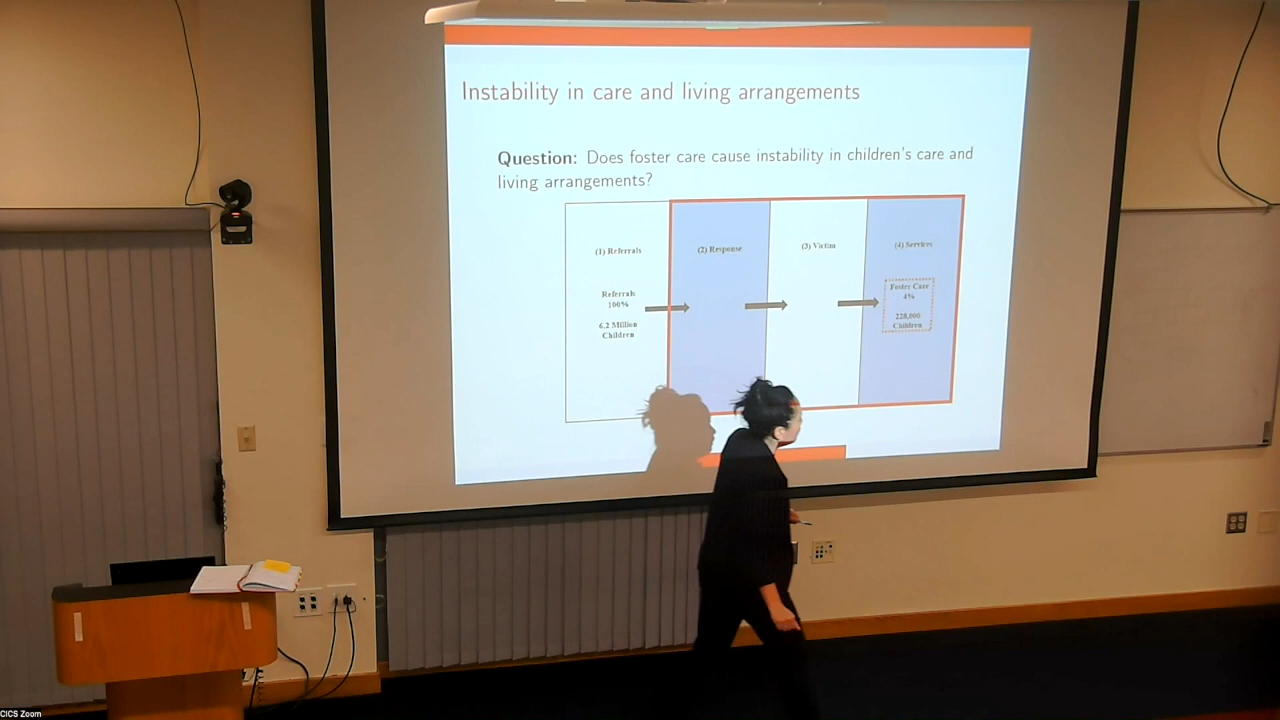 Instability in care and living arrangements
Question: Does foster care cause instability in children's care and
living arrangements?
(1) Referrals
(2) Response
(3) Victim
(4) Services
Referrals
100%
6.2 Million
Children
Foster Care
4%
228,000
Children
CICS Zoom